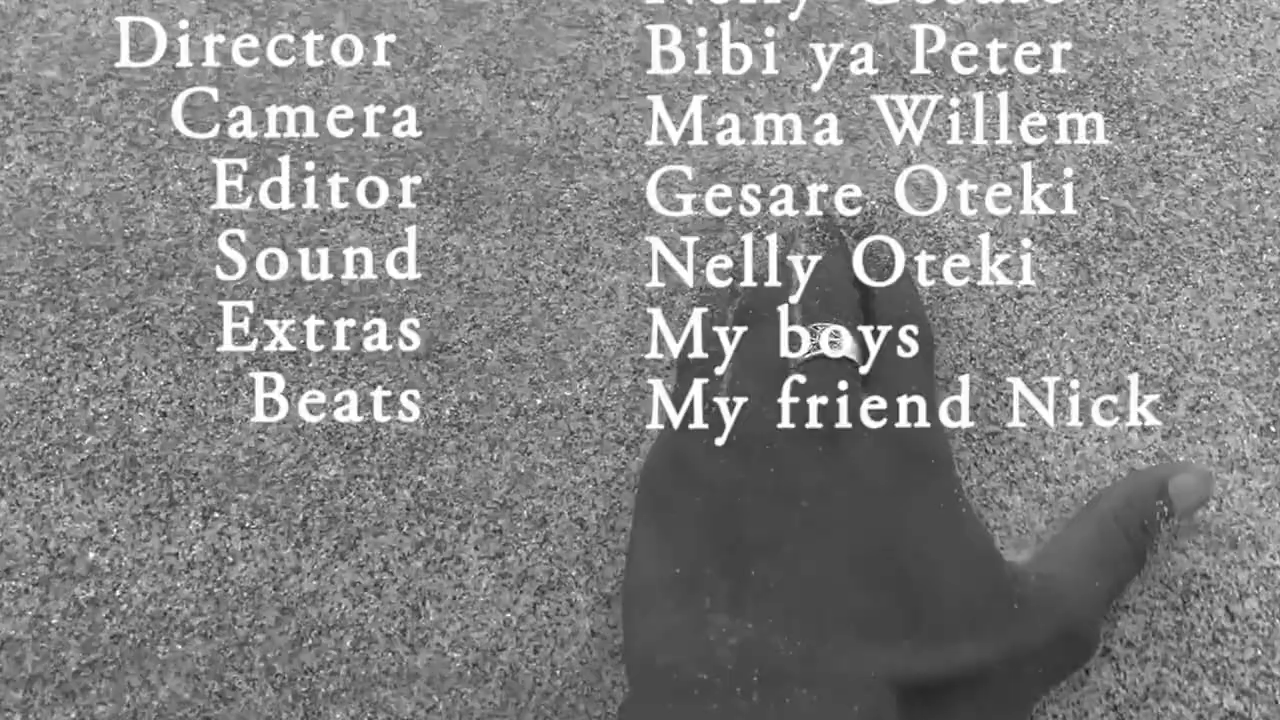 Director Bibi ya Peter
Camera Mama Willem
Editor Gesare Oteki
Sound Nelly Oteki
Extras My boys
Beats My friend Nick